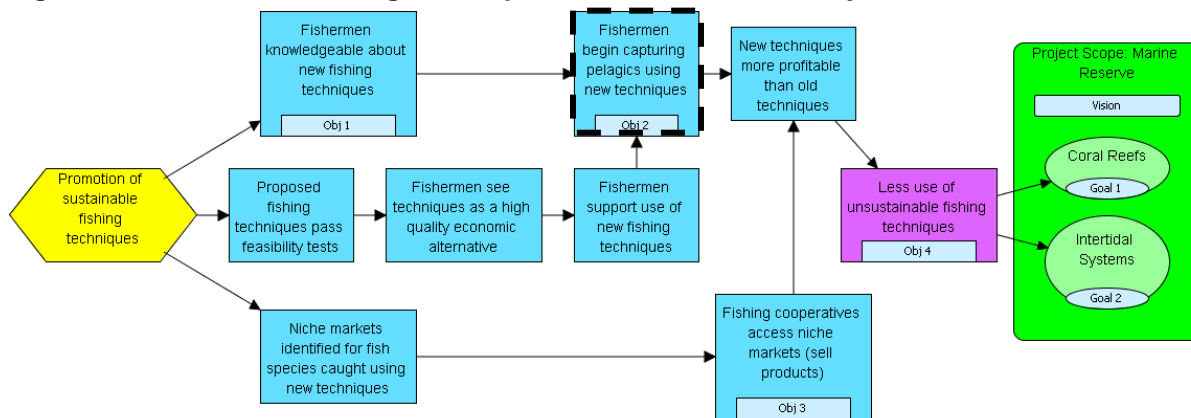 Fishermen
knowledgeable about
new fishing
techniques
Obj 1
Fishermen
begin capturing
pelagics using
new techniques
Obj 2
New techniques
more profitable
than old
techniques
Project Scope: Marine
Reserve
Vision
Coral Reefs
Goal 1
Intertidal
Systems
Goal 2
Promotion of
sustainable
fishing
techniques
Proposed
fishing
techniques pass
feasibility tests
Fishermen see
techniques as a high
quality economic
alternative
Fishermen
support use of
new fishing
techniques
Less use of
unsustainable fishing
techniques
Obj 4
Niche markets
identified for fish
species caught using
new techniques
Fishing cooperatives
access niche
markets (sell
products)
Obj 3